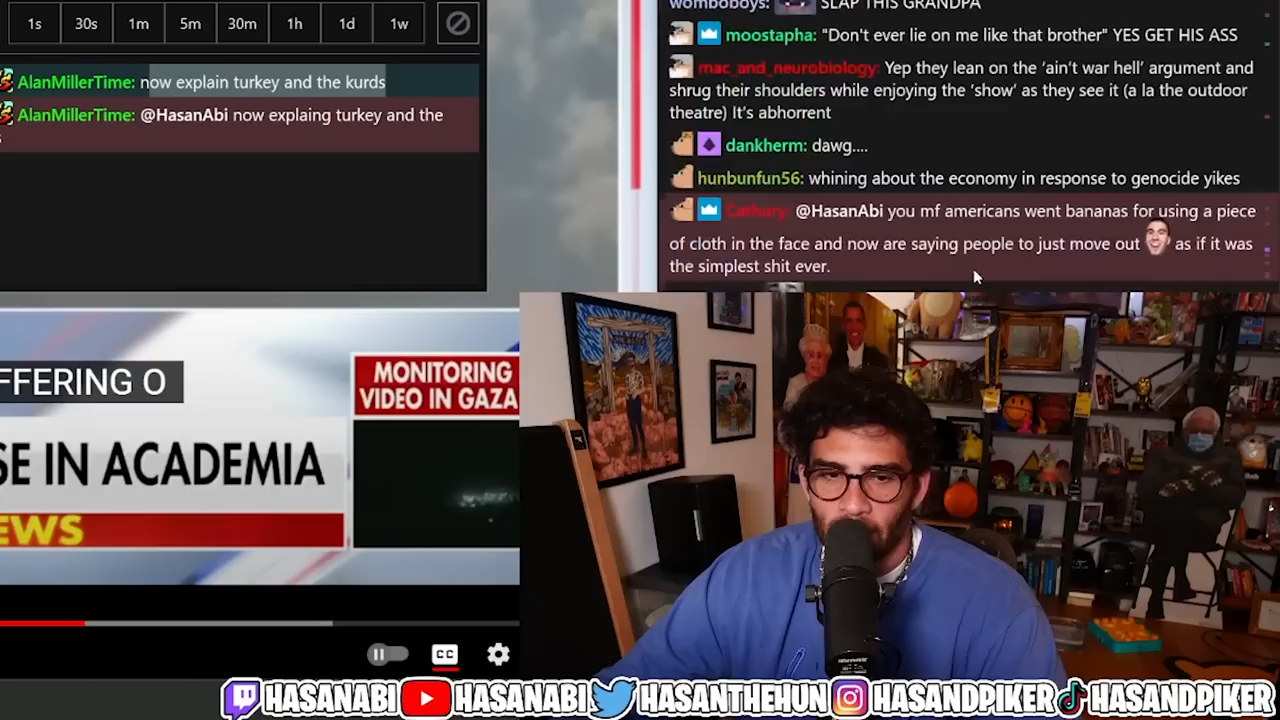 1s 30s 1m 5m 30m 1h 1d 1w
AlanMillerTime: now explain turkey and the kurds
AlanMillerTime: @HasanAbi now explaing turkey and the
s
womboboys: SLAP THIS GRANDPA
moostapha: "Don't ever lie on me like that brother" YES GET HIS ASS
mac_and_neurobiology: Yep they lean on the ‘ain’t war hell’ argument and
shrug their shoulders while enjoying the ‘show’ as they see it (a la the outdoor
theatre) It's abhorrent
dankherm: dawg....
hunbunfun56: whining about the economy in response to genocide yikes
Cathury: @HasanAbi you mf americans went bananas for using a piece
of cloth in the face and now are saying people to just move out as if it was
the simplest shit ever.
FFERING O
SE IN ACADEMIA
EWS
MONITORING
VIDEO IN GAZA
CC
HASANABI HASANABI HASANTHEHUN HASANDPIKER HASANDPIKER